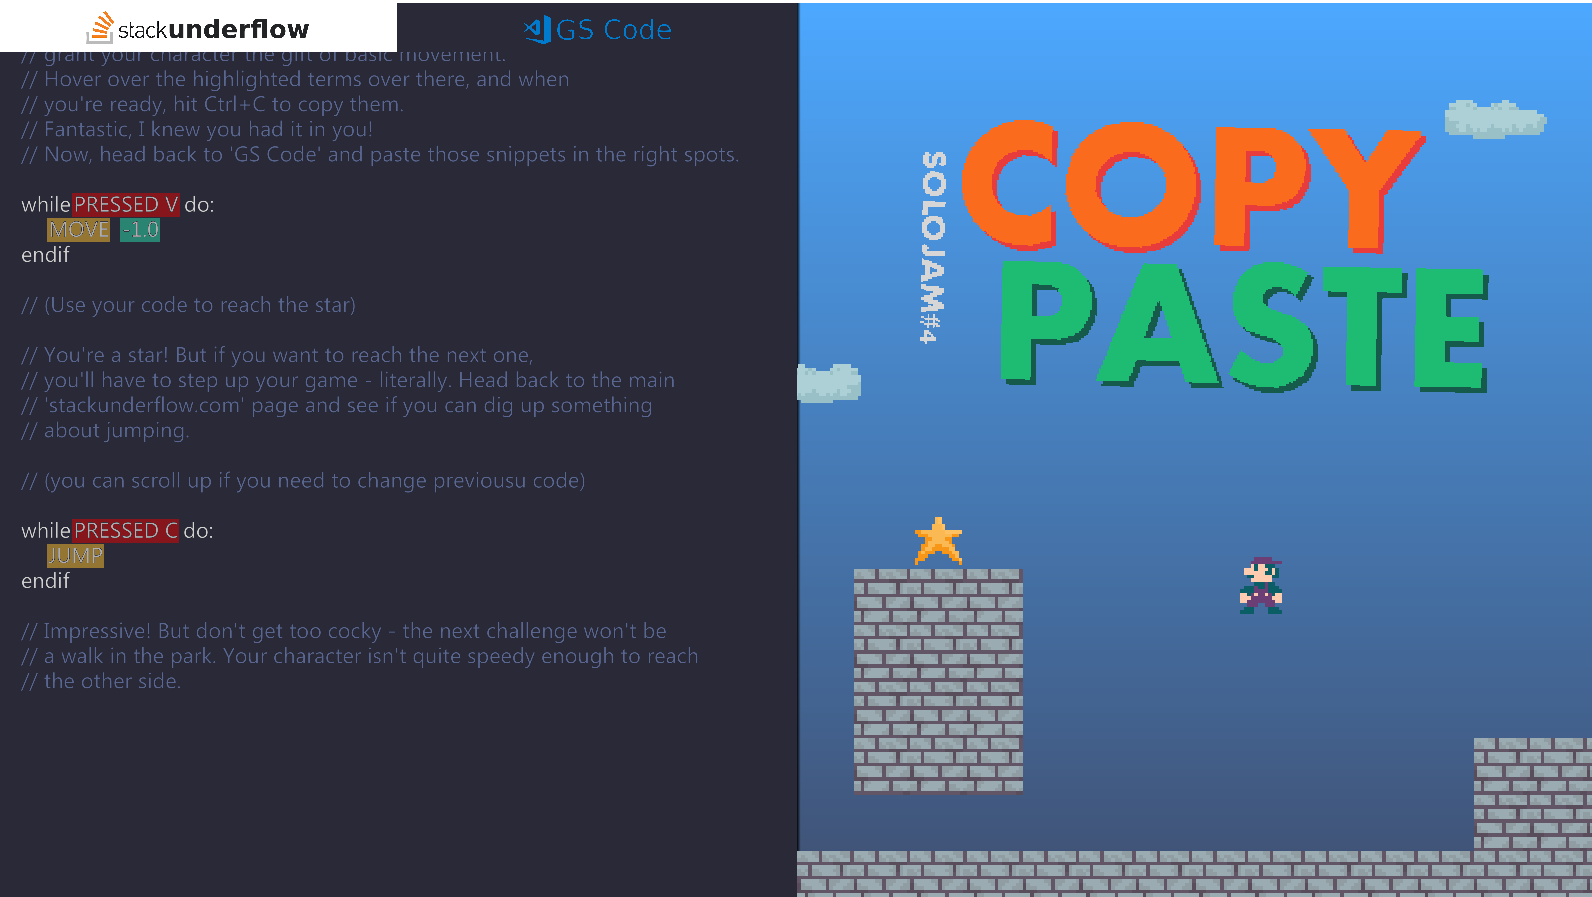 stackunderflow
GS Code
// grant your character the gift of basic movement.
// Hover over the highlighted terms over there, and when
// you're ready, hit Ctrl+C to copy them.
// Fantastic, I knew you had it in you!
// Now, head back to 'GS Code' and paste those snippets in the right spots.
while PRESSED V do:
MOVE -1.0
endif
// (Use your code to reach the star)
// You're a star! But if you want to reach the next one,
// you'll have to step up your game - literally. Head back to the main
// 'stackunderflow.com' page and see if you can dig up something
// about jumping.
// (you can scroll up if you need to change previousu code)
while PRESSED C do:
JUMP
endif
// Impressive! But don't get too cocky - the next challenge won't be
// a walk in the park. Your character isn't quite speedy enough to reach
// the other side.
SOLOJAM#4
COPY
PASTE